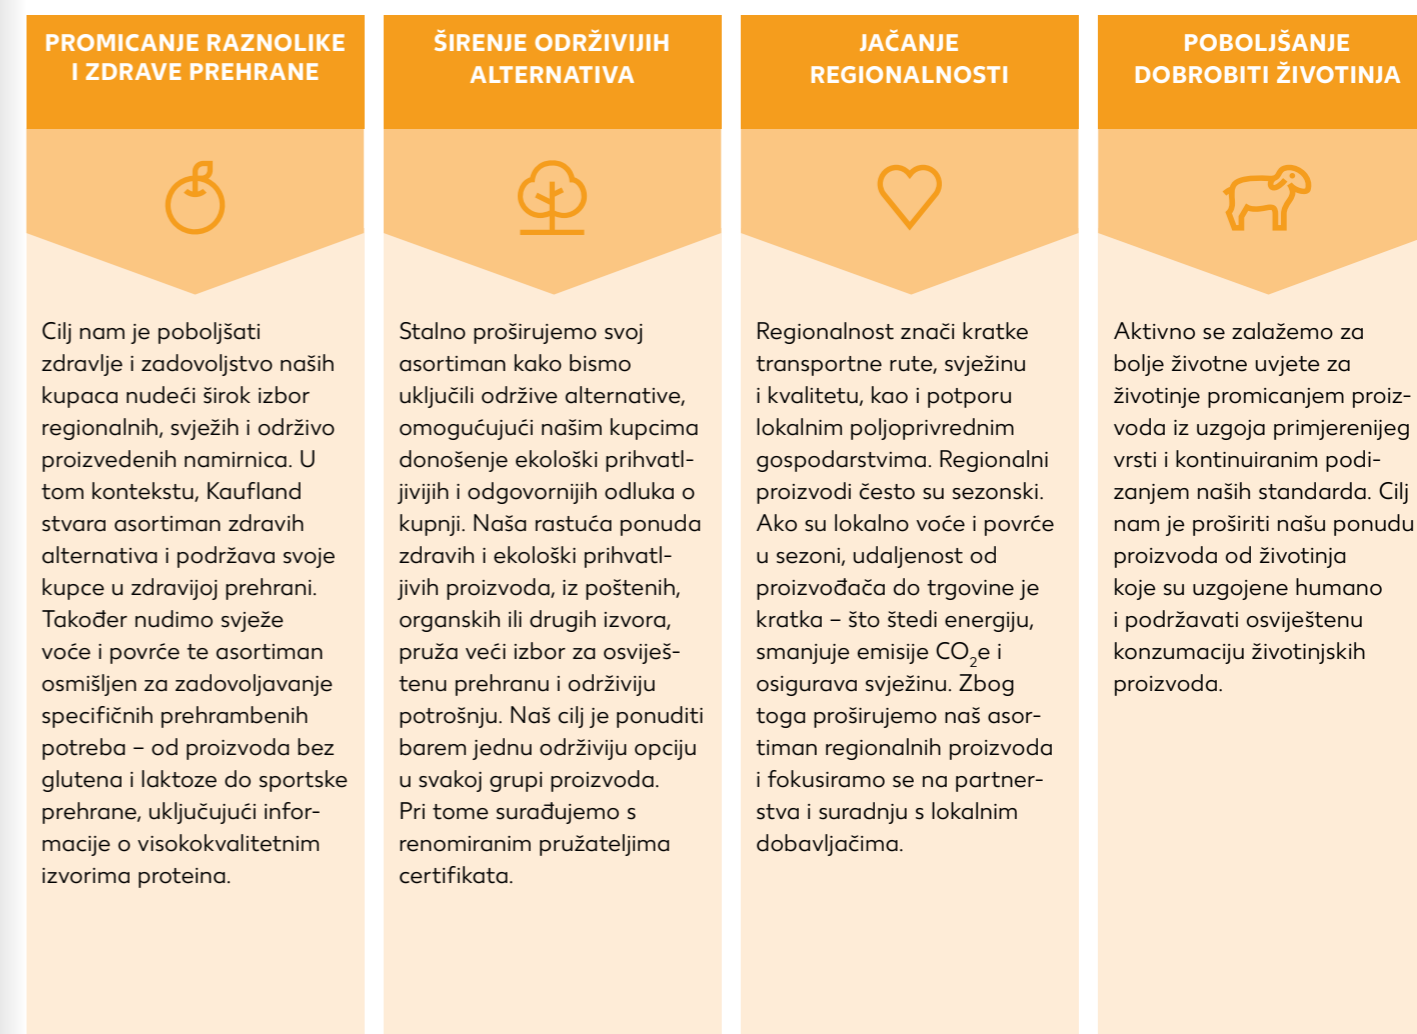 PROMICANJE RAZNOLIKE
I ZDRAVE PREHRANE
Cilj nam je poboljšati
zdravlje i zadovoljstvo naših
kupaca nudeći širok izbor
regionalnih, svježih i održivo
proizvedenih namirnica. U
tom kontekstu, Kaufland
stvara asortiman zdravih
alternativa i podržava svoje
kupce u zdravijoj prehrani.
Također nudimo svježe
voće i povrće te asortiman
osmišljen za zadovoljavanje
specifičnih prehrambenih
potreba – od proizvoda bez
glutena i laktoze do sportske
prehrane, uključujući infor-
macije o visokokvalitetnim
izvorima proteina.
ŠIRENJE ODRŽIVIJIH
ALTERNATIVA
Stalno proširujemo svoj
asortiman kako bismo
uključili održive alternative,
omogućujući našim kupcima
donošenje ekološki prihvatl-
jivijih i odgovornijih odluka o
kupnji. Naša rastuća ponuda
zdravih i ekološki prihvatl-
jivih proizvoda, iz poštenih,
organskih ili drugih izvora,
pruža veći izbor za osviješ-
tenu prehranu i održiviju
potrošnju. Naš cilj je ponuditi
barem jednu održiviju opciju
u svakoj grupi proizvoda.
Pri tome surađujemo s
renomiranim pružateljima
certifikata.
JAČANJE
REGIONALNOSTI
Regionalnost znači kratke
transportne rute, svježinu
i kvalitetu, kao i potporu
lokalnim poljoprivrednim
gospodarstvima. Regionalni
proizvodi često su sezonski.
Ako su lokalno voće i povrće
u sezoni, udaljenost od
proizvođača do trgovine je
kratka – što štedi energiju,
smanjuje emisije CO₂e i
osigurava svježinu. Zbog
toga proširujemo naš asor-
timan regionalnih proizvoda
i fokusiramo se na partner-
stva i suradnju s lokalnim
dobavljačima.
POBOLJŠANJE
DOBROBITI ŽIVOTINJA
Aktivno se zalažemo za
bolje životne uvjete za
životinje promicanjem proiz-
voda iz uzgoja primjerenijeg
vrsti i kontinuiranim podi-
zanjem naših standarda. Cilj
nam je proširiti našu ponudu
proizvoda od životinja
koje su uzgojene humano
i podržavati osviještenu
konzumaciju životinjskih
proizvoda.